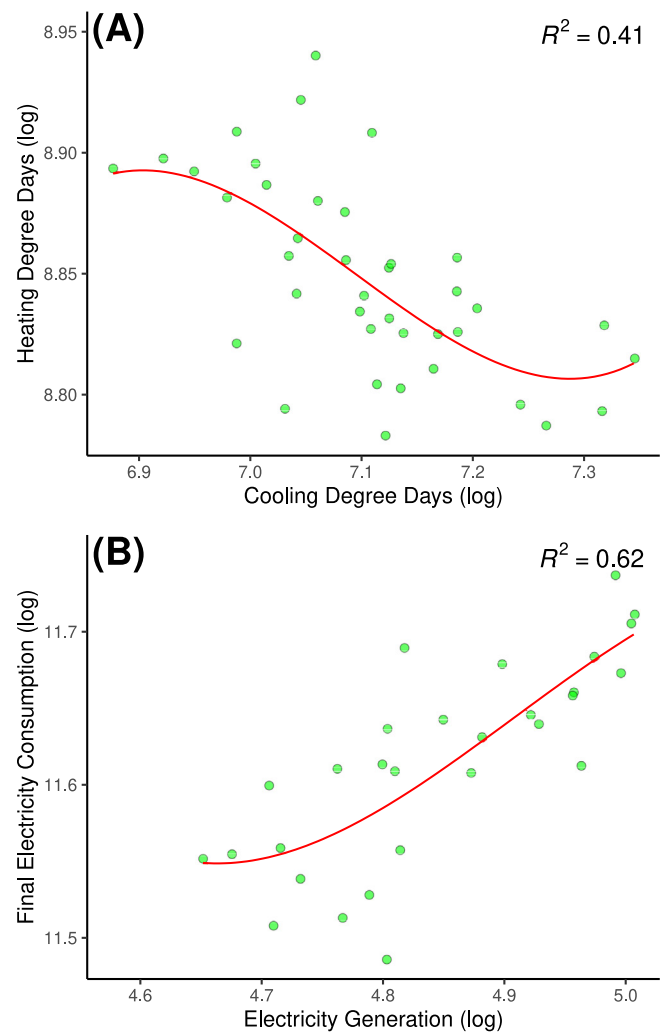 (A)
R² = 0.41
Heating Degree Days (log)
8.95
8.90
8.85
8.80
6.9 7.0 7.1 7.2 7.3
Cooling Degree Days (log)
(B)
R² = 0.62
Final Electricity Consumption (log)
11.7
11.6
11.5
4.6 4.7 4.8 4.9 5.0
Electricity Generation (log)